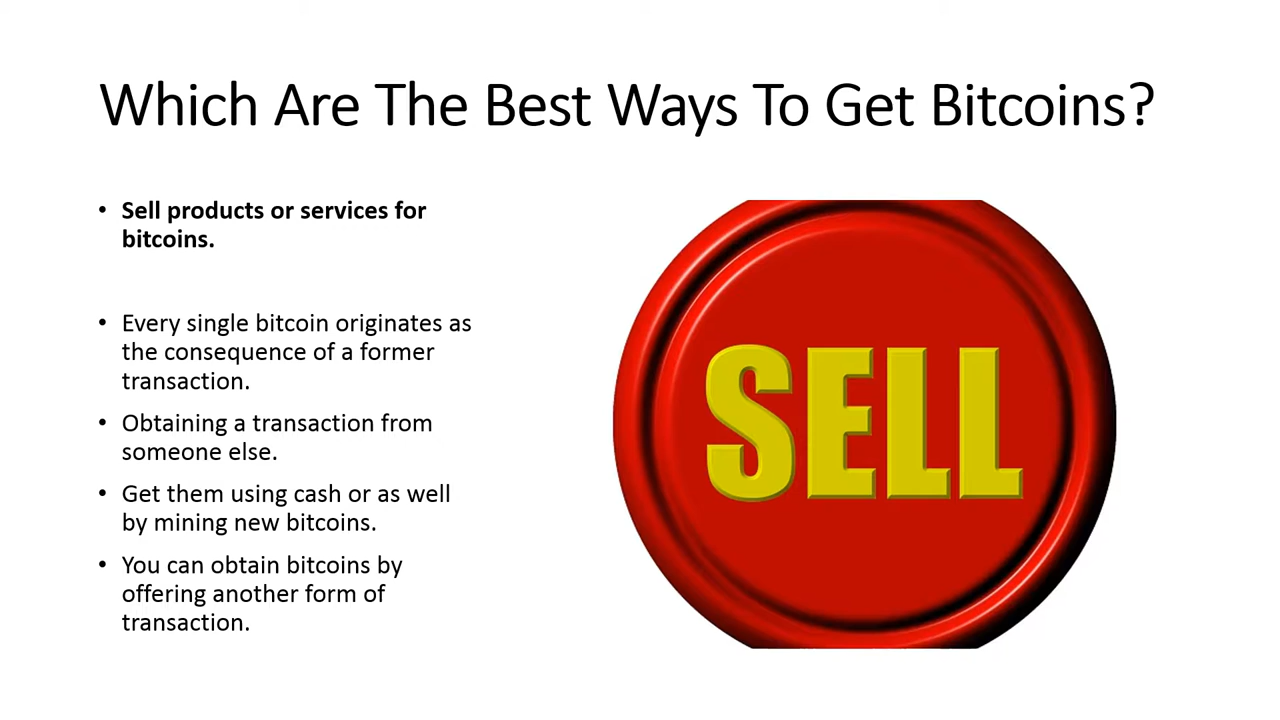 Which Are The Best Ways To Get Bitcoins?
• Sell products or services for
bitcoins.
• Every single bitcoin originates as
the consequence of a former
transaction.
• Obtaining a transaction from
someone else.
• Get them using cash or as well
by mining new bitcoins.
• You can obtain bitcoins by
offering another form of
transaction.
SELL